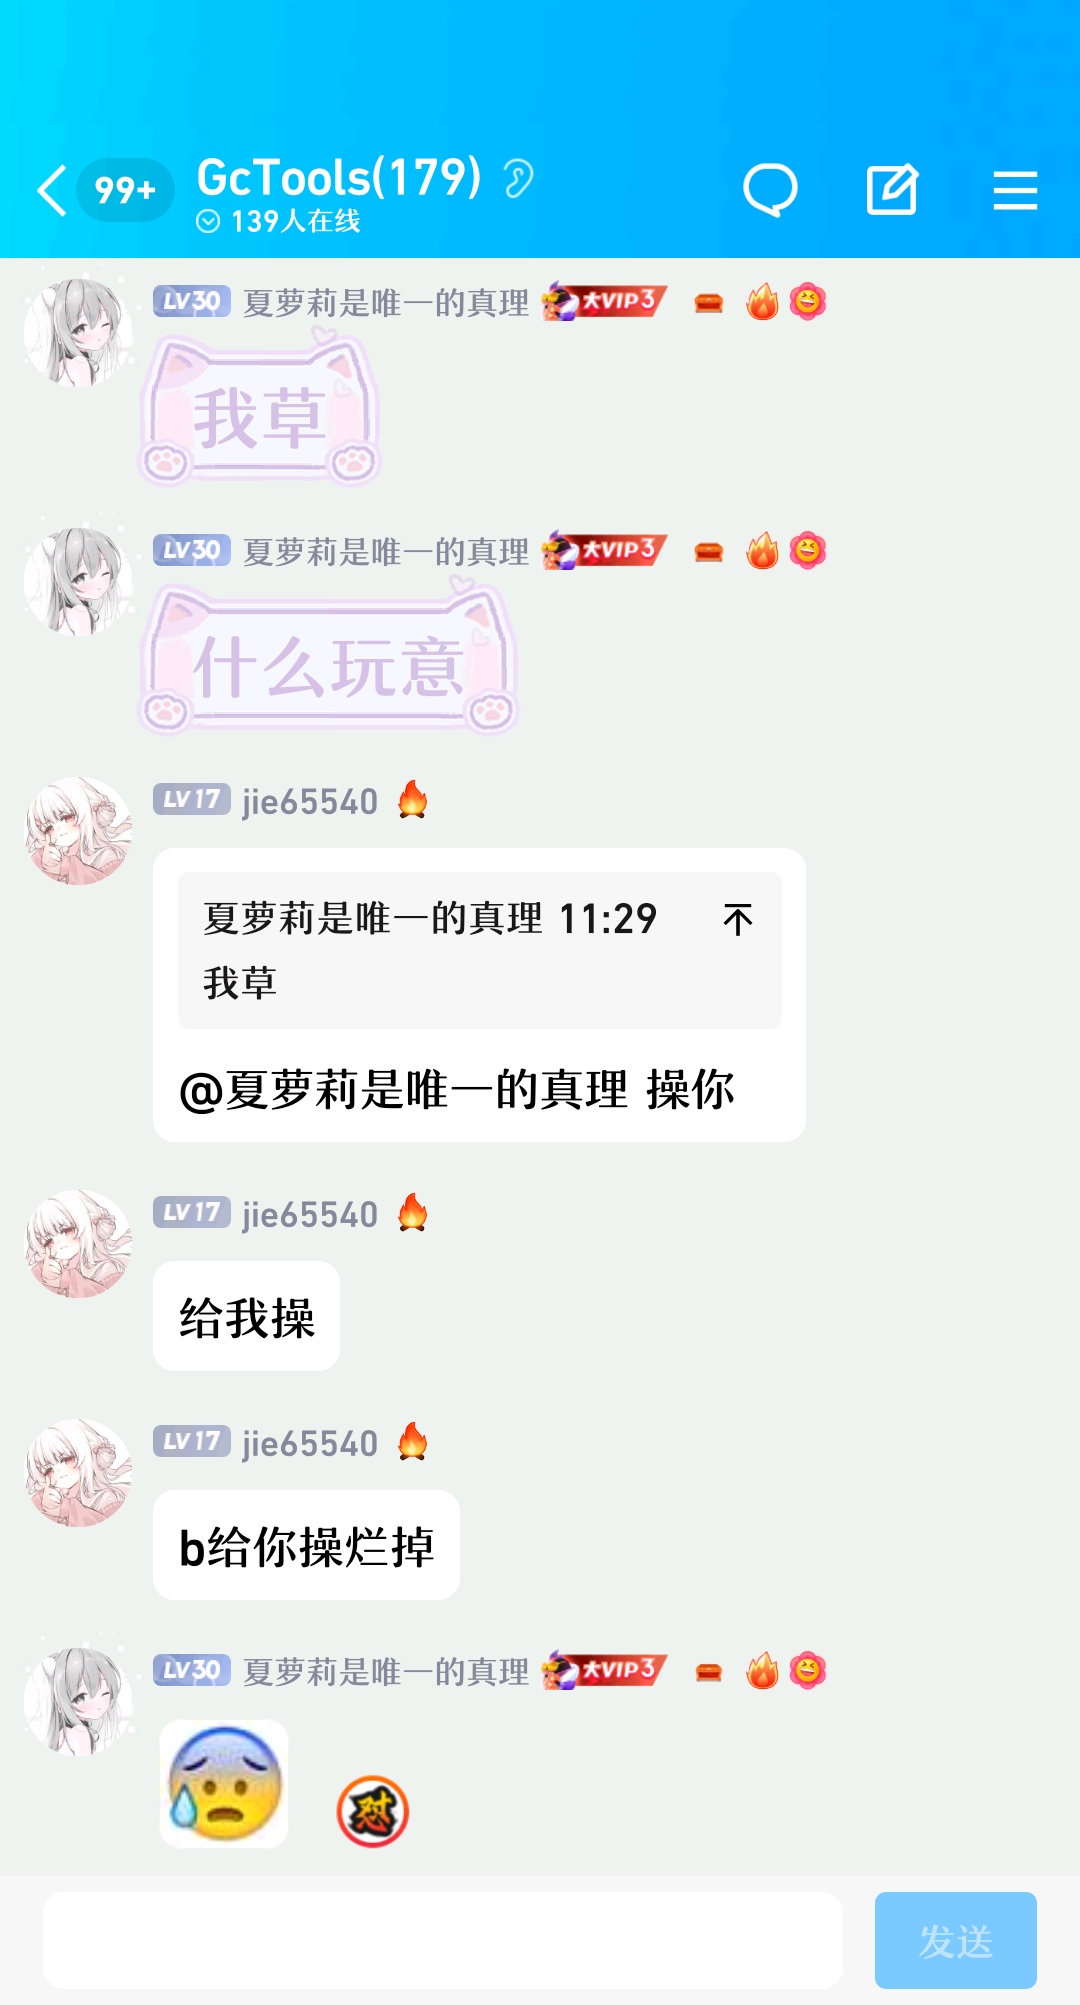 99+
GcTools(179)
139人在线
LV30 夏萝莉是唯一的真理 大VIP3
我草
LV30 夏萝莉是唯一的真理 大VIP3
什么玩意
LV17 jie65540
夏萝莉是唯一的真理 11:29
我草
@夏萝莉是唯一的真理 操你
LV17 jie65540
给我操
LV17 jie65540
b给你操烂掉
LV30 夏萝莉是唯一的真理 大VIP3
怼
发送